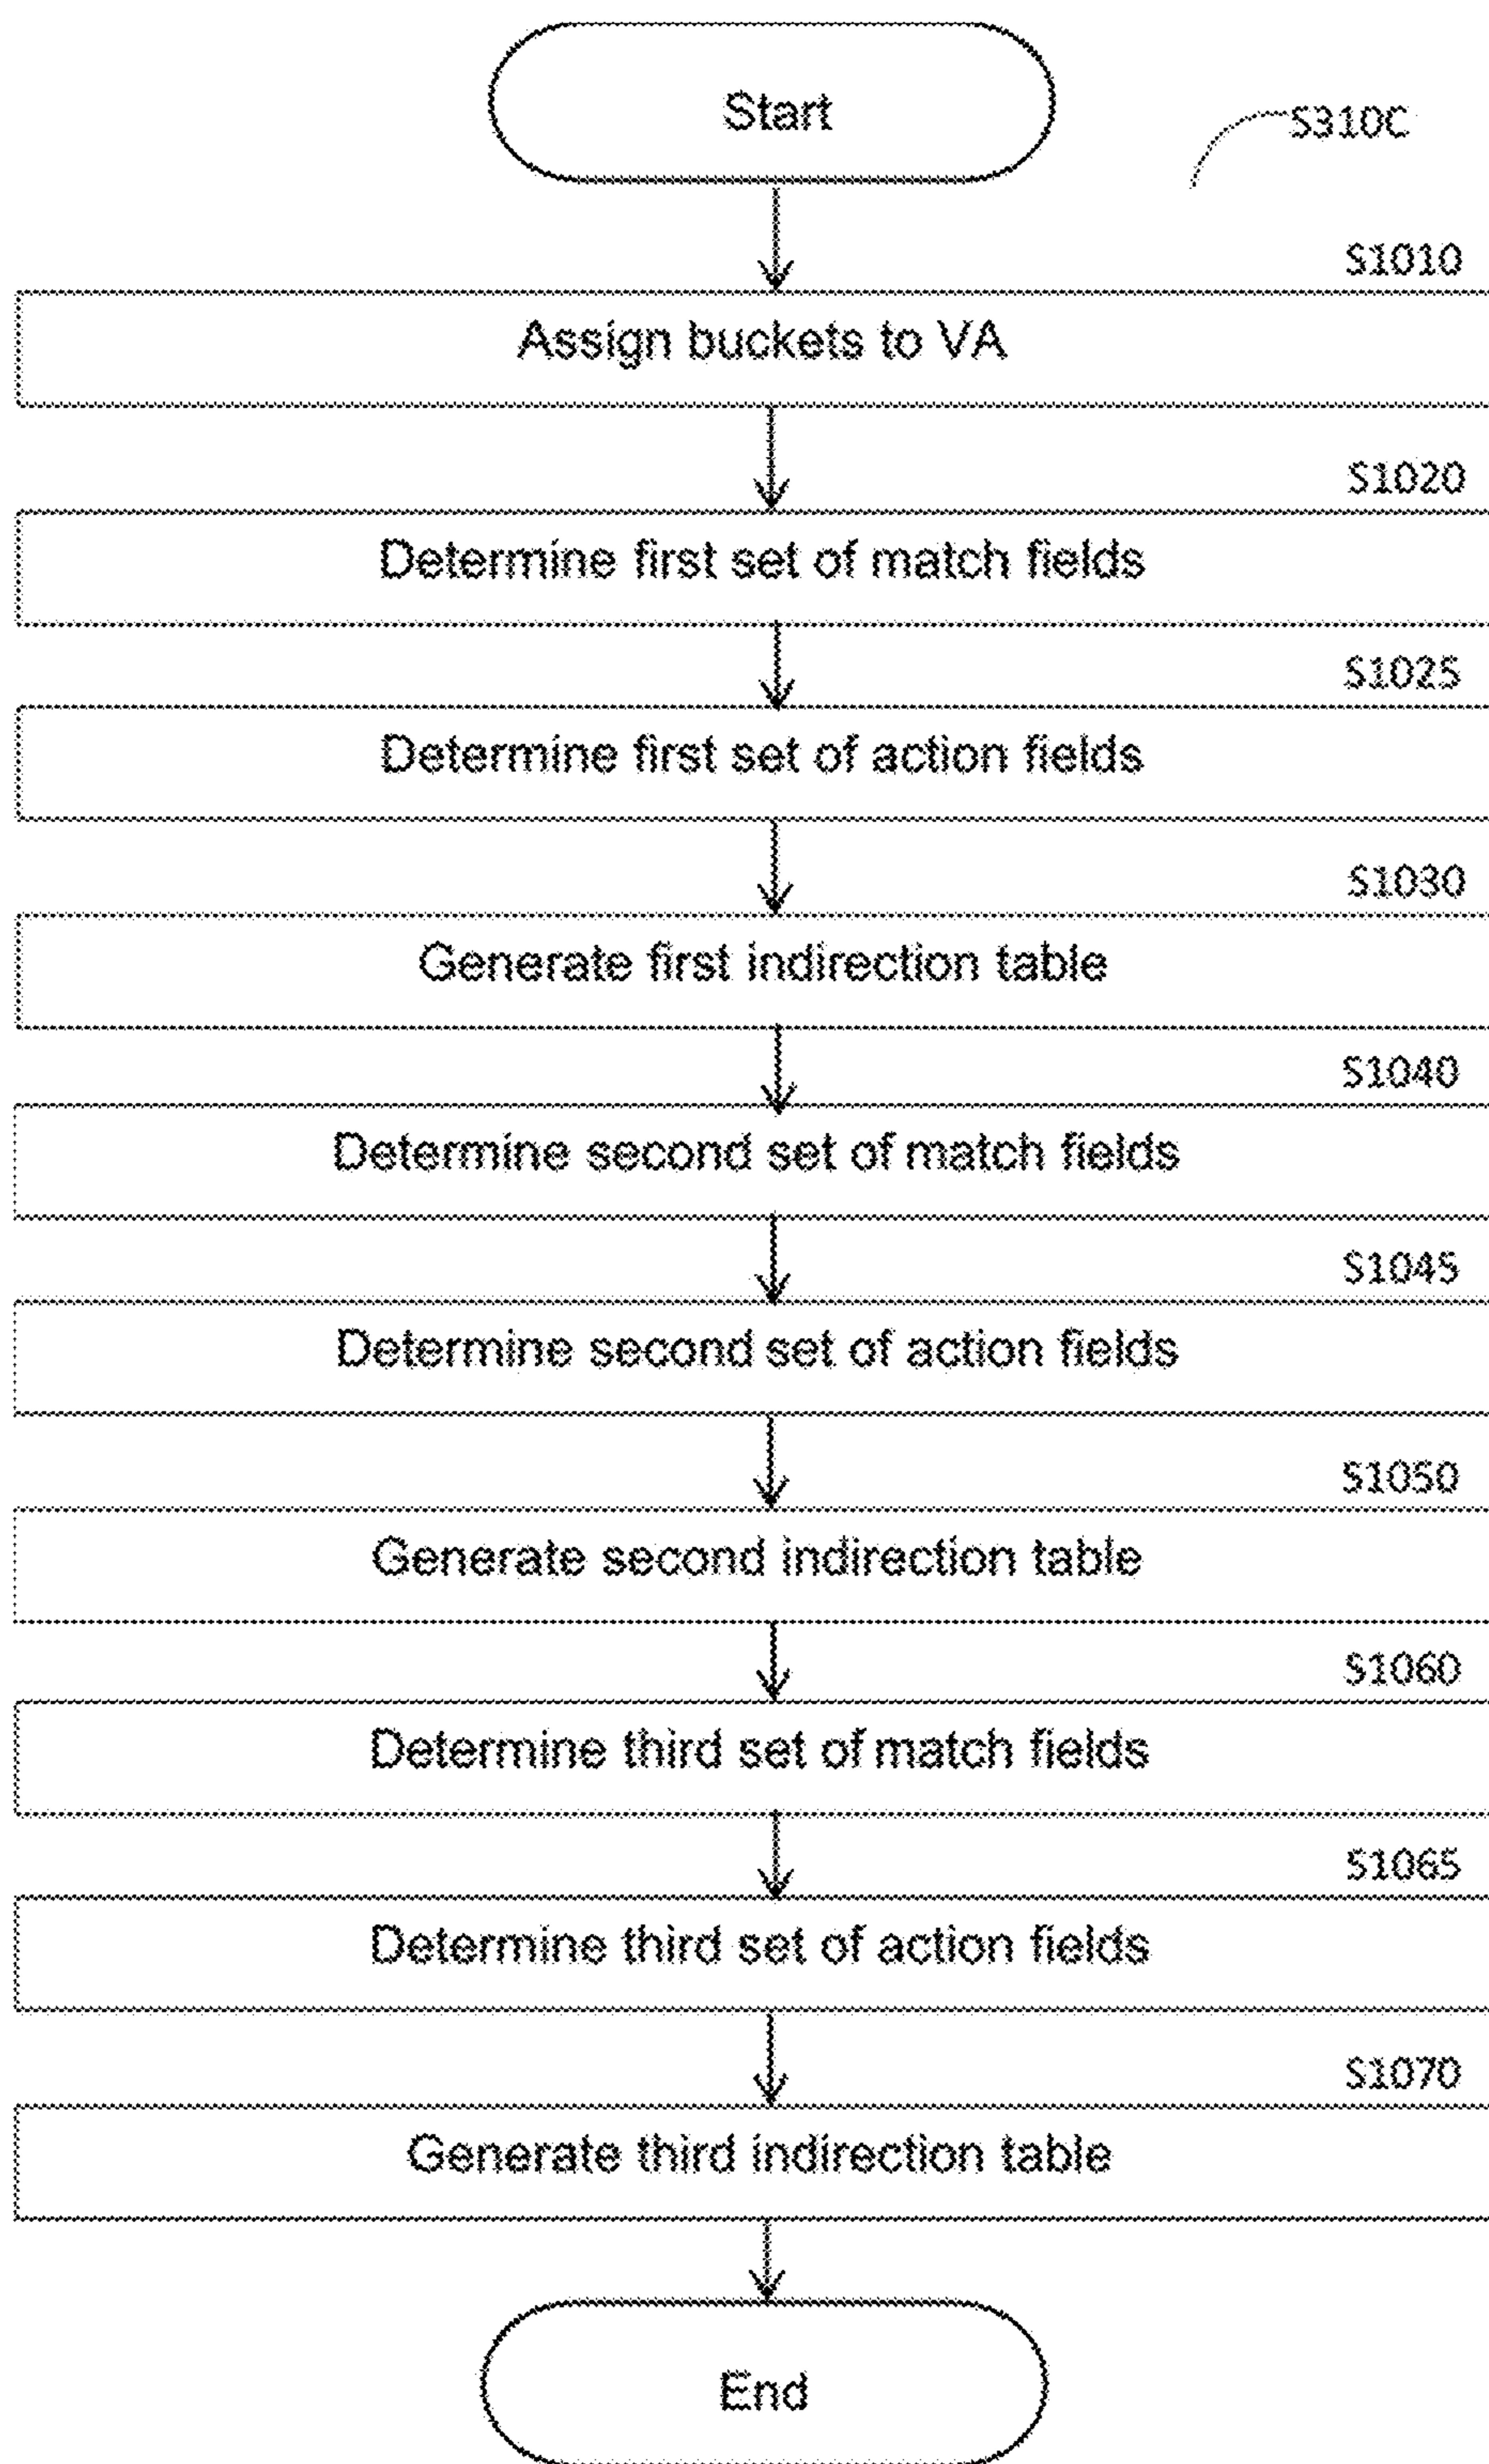 Start
S310C
S1010
Assign buckets to VA
S1020
Determine first set of match fields
S1025
Determine first set of action fields
S1030
Generate first indirection table
S1040
Determine second set of match fields
S1045
Determine second set of action fields
S1050
Generate second indirection table
S1060
Determine third set of match fields
S1065
Determine third set of action fields
S1070
Generate third indirection table
End